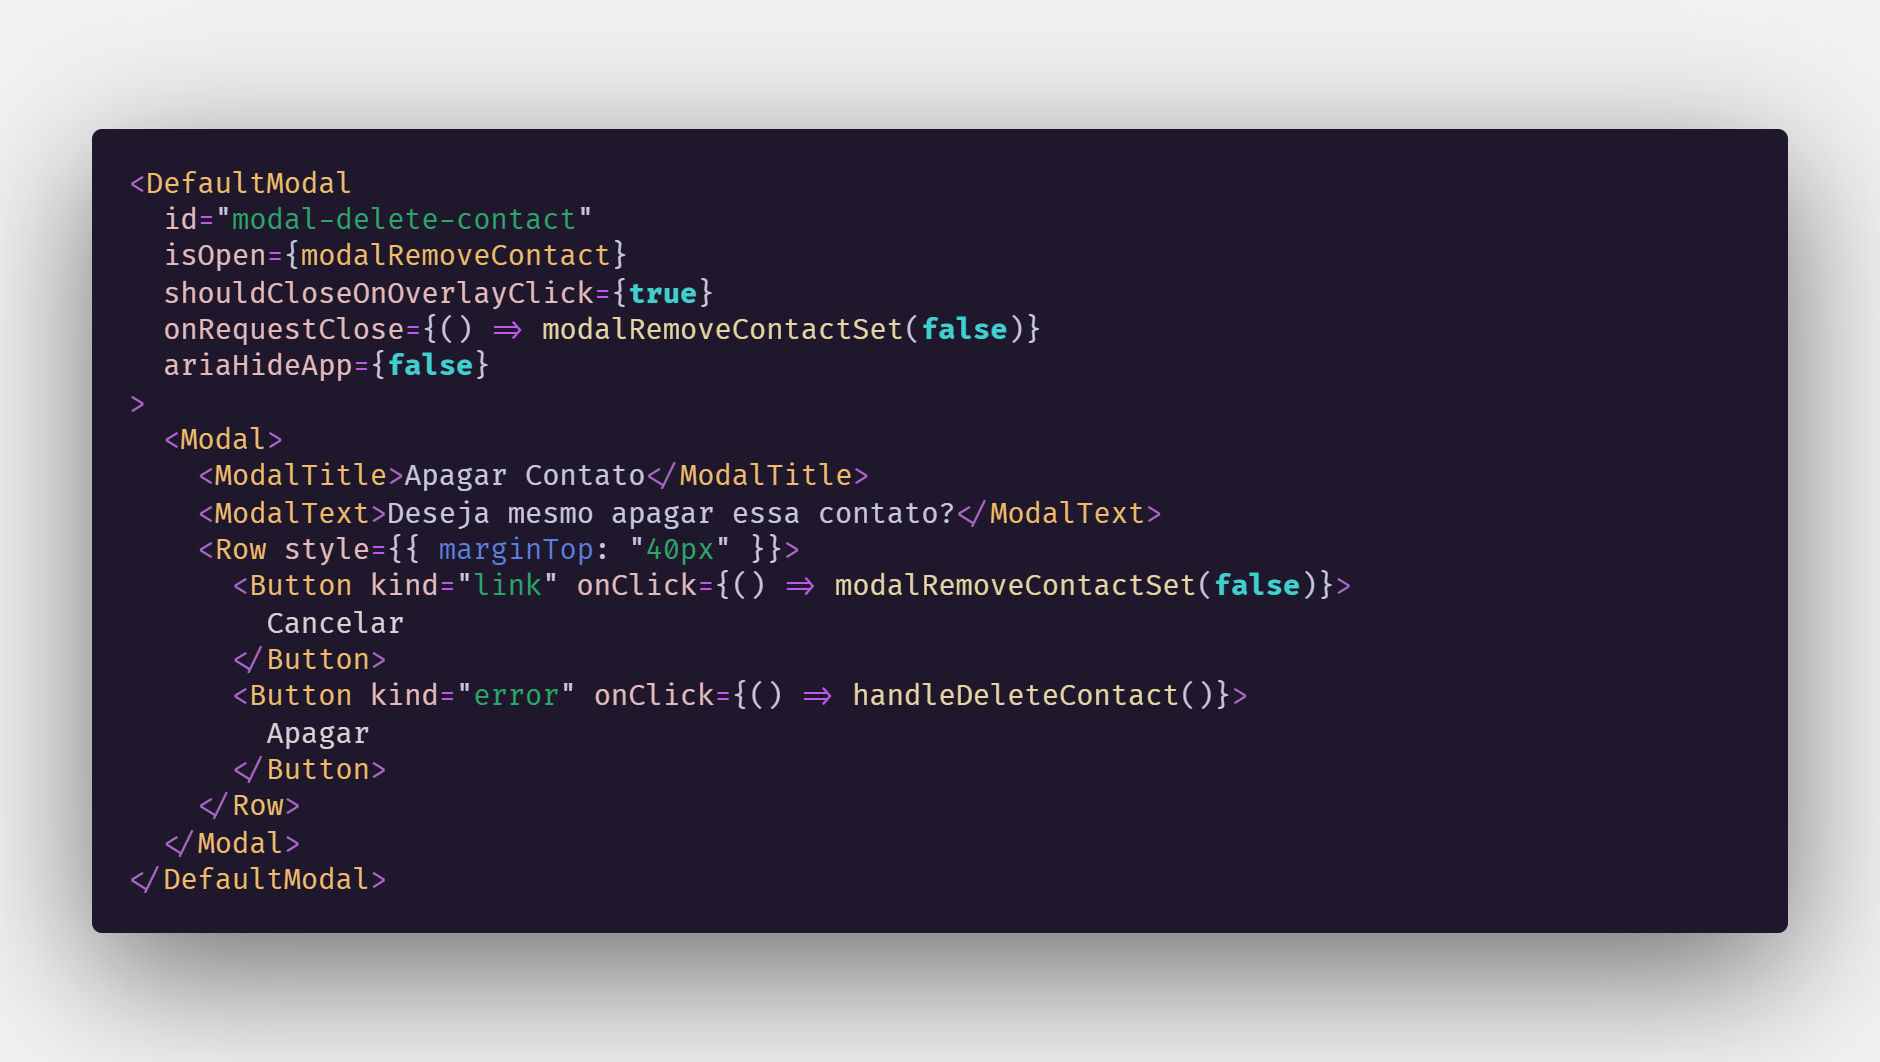 <DefaultModal
  id="modal-delete-contact"
  isOpen={modalRemoveContact}
  shouldCloseOnOverlayClick={true}
  onRequestClose={() => modalRemoveContactSet(false)}
  ariaHideApp={false}
>
  <Modal>
    <ModalTitle>Apagar Contato</ModalTitle>
    <ModalText>Deseja mesmo apagar essa contato?</ModalText>
    <Row style={{ marginTop: "40px" }}>
      <Button kind="link" onClick={() => modalRemoveContactSet(false)}>
        Cancelar
      </Button>
      <Button kind="error" onClick={() => handleDeleteContact()}>
        Apagar
      </Button>
    </Row>
  </Modal>
</DefaultModal>